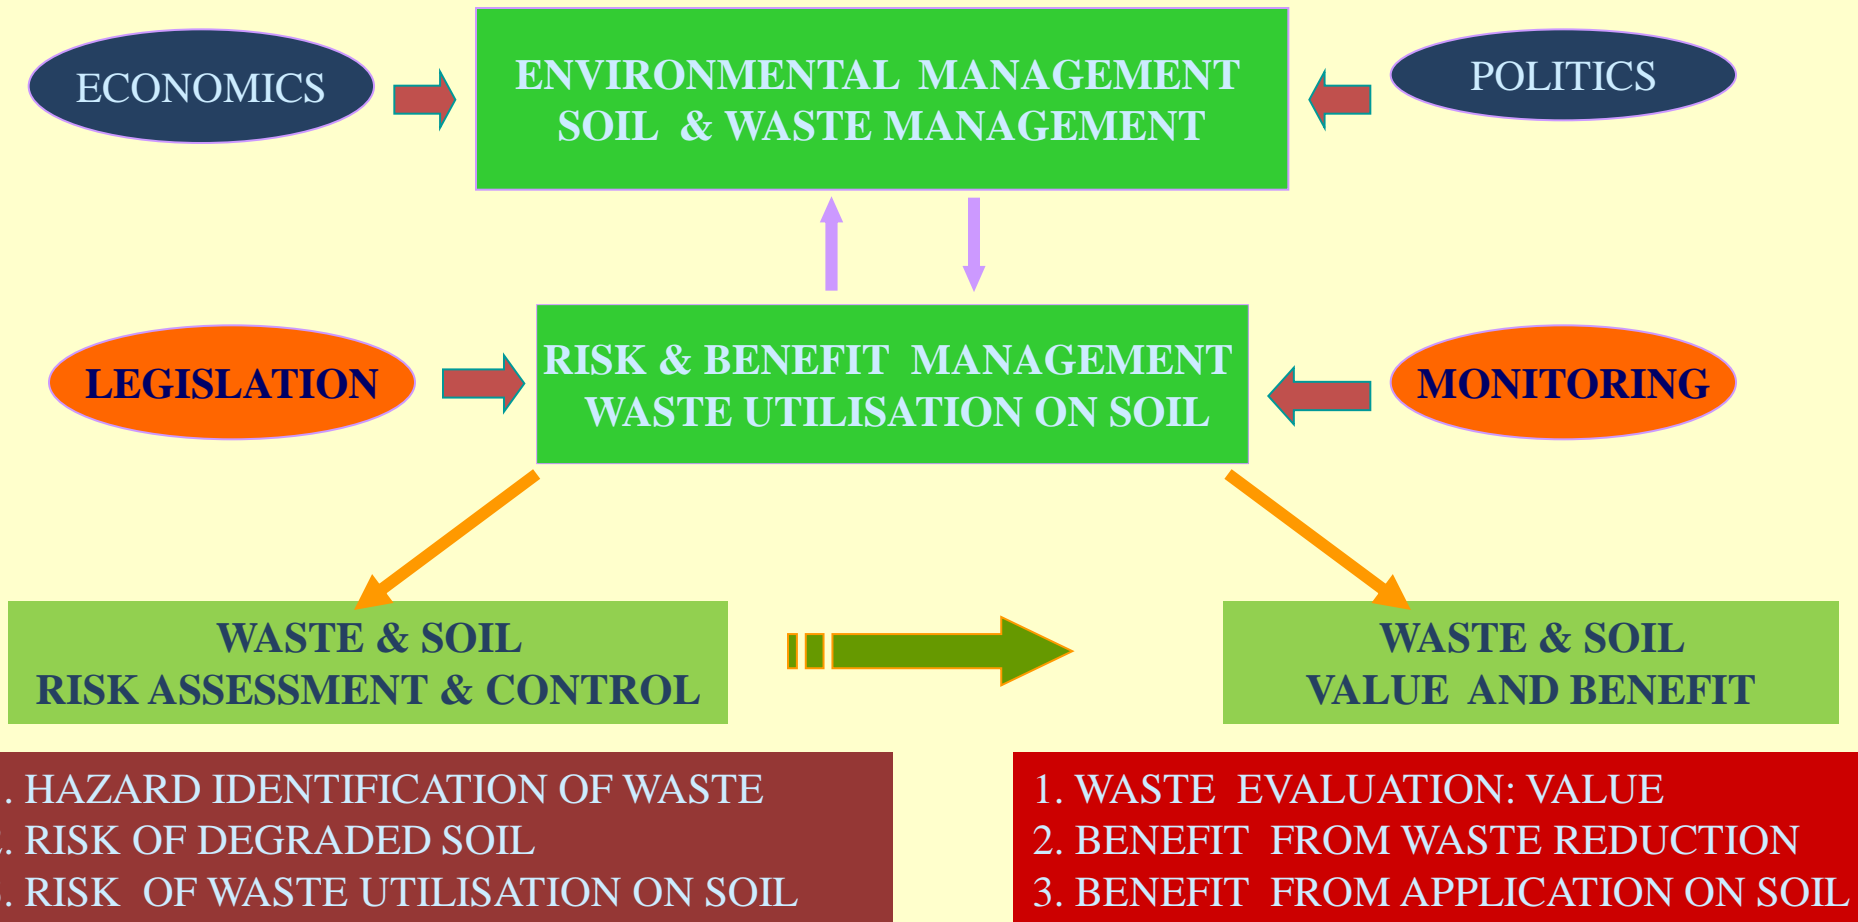 ECONOMICS
ENVIRONMENTAL MANAGEMENT
SOIL & WASTE MANAGEMENT
POLITICS
LEGISLATION
RISK & BENEFIT MANAGEMENT
WASTE UTILISATION ON SOIL
MONITORING
WASTE & SOIL
RISK ASSESSMENT & CONTROL
WASTE & SOIL
VALUE AND BENEFIT
. HAZARD IDENTIFICATION OF WASTE
. RISK OF DEGRADED SOIL
. RISK OF WASTE UTILISATION ON SOIL
1. WASTE EVALUATION: VALUE
2. BENEFIT FROM WASTE REDUCTION
3. BENEFIT FROM APPLICATION ON SOIL